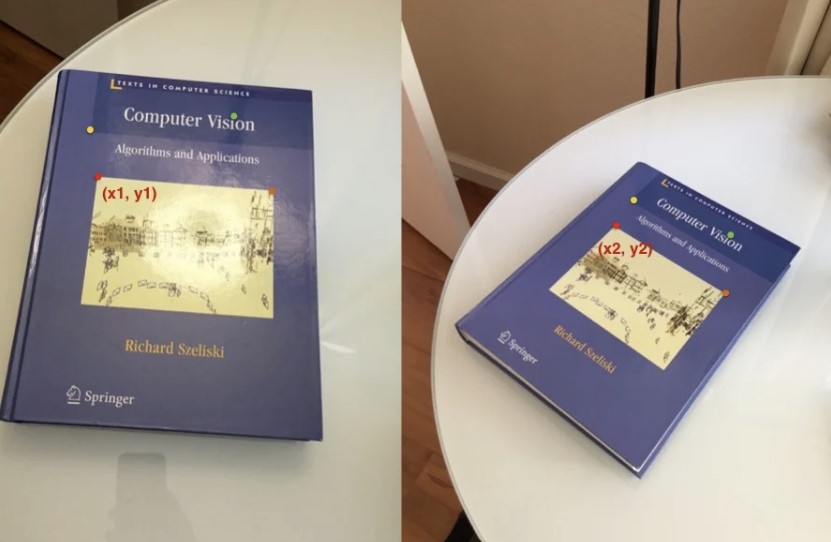 TEXTS IN COMPUTER SCIENCE
Computer Vision
Algorithms and Applications
(x1, y1)
Richard Szeliski
Springer
TEXTS IN COMPUTER SCIENCE
Computer Vision
Algorithms and Applications
(x2, y2)
Richard Szeliski
Springer